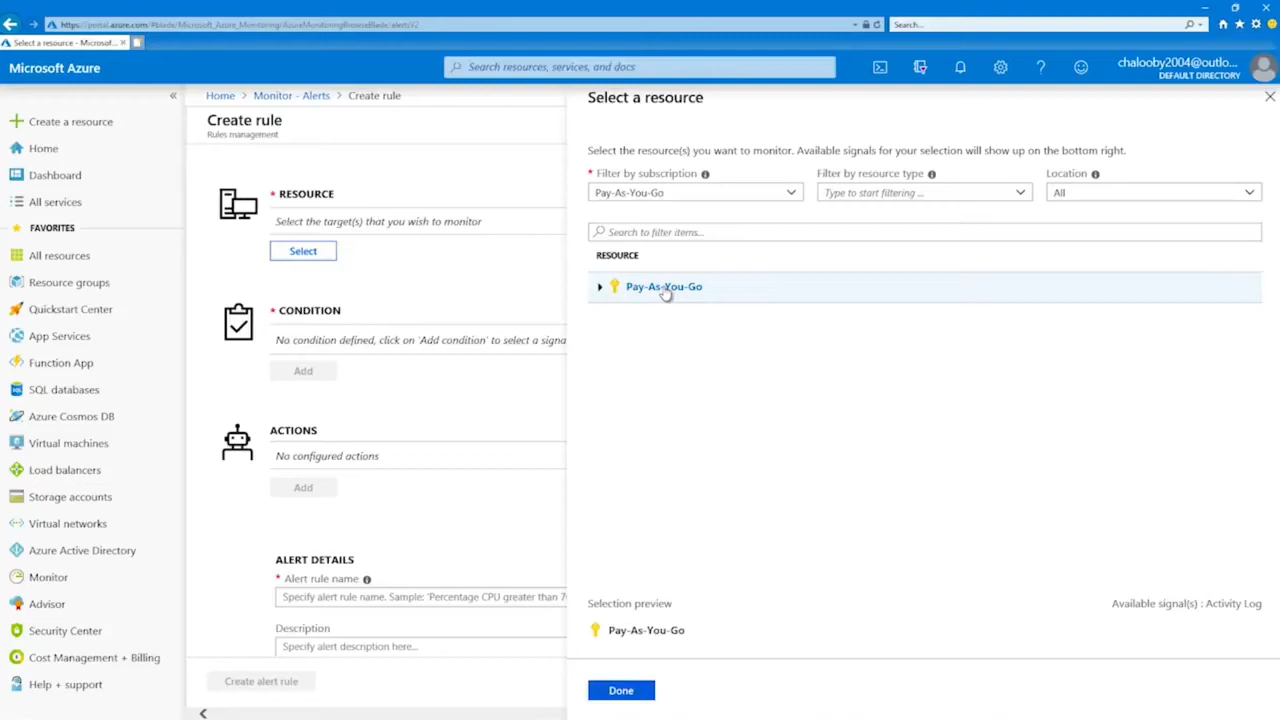 https://portal.azure.com/#blade/Microsoft_Azure_Monitoring/AzureMonitoringBrowseBlade/alertsV2
Search...
Select a resource - Microsof...
Microsoft Azure
Search resources, services, and docs
chalooby2004@outlo...
DEFAULT DIRECTORY
Create a resource
Home
Dashboard
All services
FAVORITES
All resources
Resource groups
Quickstart Center
App Services
Function App
SQL databases
Azure Cosmos DB
Virtual machines
Load balancers
Storage accounts
Virtual networks
Azure Active Directory
Monitor
Advisor
Security Center
Cost Management + Billing
Help + support
Home > Monitor - Alerts > Create rule
Create rule
Rules management
* RESOURCE
Select the target(s) that you wish to monitor
Select
* CONDITION
No condition defined, click on 'Add condition' to select a signa
Add
ACTIONS
No configured actions
Add
ALERT DETAILS
* Alert rule name
Specify alert rule name. Sample: 'Percentage CPU greater than 7
Description
Specify alert description here...
Create alert rule
Select a resource
Select the resource(s) you want to monitor. Available signals for your selection will show up on the bottom right.
* Filter by subscription
Pay-As-You-Go
Filter by resource type
Type to start filtering ...
Location
All
Search to filter items...
RESOURCE
Pay-As-You-Go
Selection preview
Available signal(s) : Activity Log
Pay-As-You-Go
Done